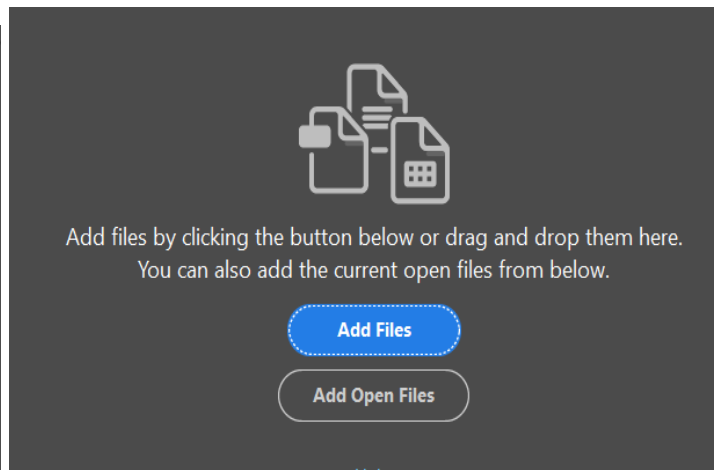 Add files by clicking the button below or drag and drop them here.
You can also add the current open files from below.
Add Files
Add Open Files